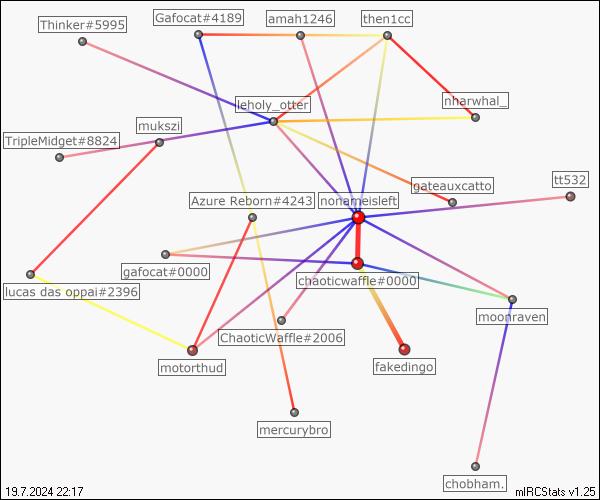 Gafocat#4189
amah1246
then1cc
Thinker#5995
leholy_otter
nharwhal_
mukszi
TripleMidget#8824
tt532
gateauxcatto
Azure Reborn#4243
nonameisleft
gafocat#0000
chaoticwaffle#0000
lucas das oppai#2396
moonraven
ChaoticWaffle#2006
motorthud
fakedingo
mercurybro
chobham.
19.7.2024 22:17
mIRCStats v1.25